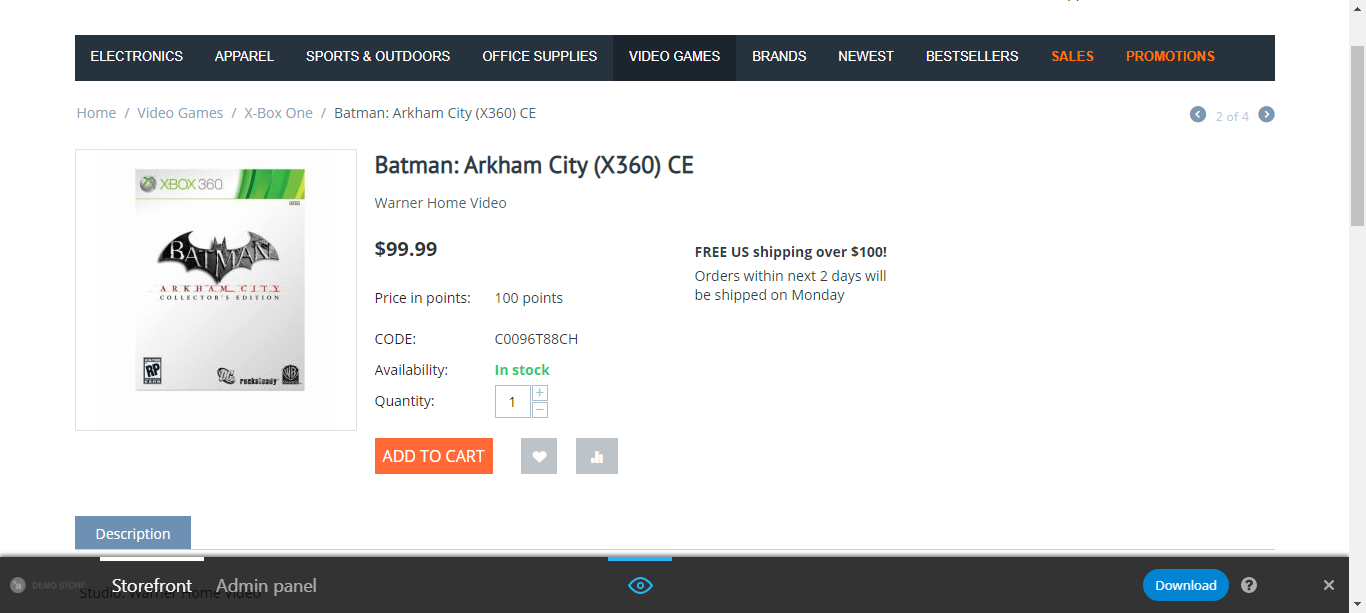 ELECTRONICS APPAREL SPORTS & OUTDOORS OFFICE SUPPLIES VIDEO GAMES BRANDS NEWEST BESTSELLERS SALES PROMOTIONS
Home / Video Games / X-Box One / Batman: Arkham City (X360) CE
2 of 4
XBOX 360
BATMAN
ARKHAM CITY
COLLECTOR'S EDITION
RP
DC
rocksteady
WB
Batman: Arkham City (X360) CE
Warner Home Video
$99.99
Price in points: 100 points
CODE: C0096T88CH
Availability: In stock
Quantity: 1 + −
ADD TO CART
FREE US shipping over $100!
Orders within next 2 days will
be shipped on Monday
Description
Studio: Warner Home Video
DEMO STORE Storefront Admin panel Download ? ×